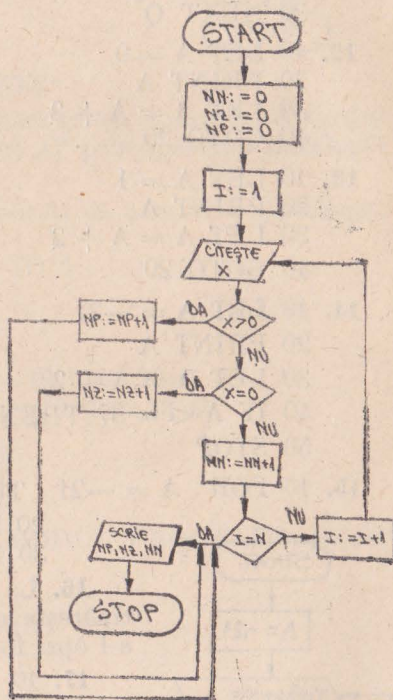 START
NN:=0
NZ:=0
NP:=0
I:=1
CITEȘTE
X
X>0
DA
NP:=NP+1
NU
X=0
DA
NZ:=NZ+1
NU
NN:=NN+1
I=N
NU
I:=I+1
DA
SCRIE
NP,NZ,NN
STOP